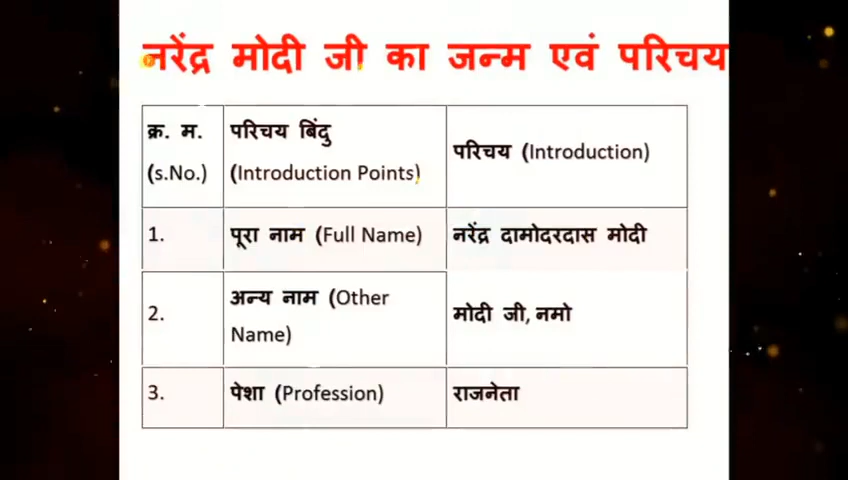 नरेंद्र मोदी जी का जन्म एवं परिचय
क्र. म. (s.No.)
परिचय बिंदु (Introduction Points)
परिचय (Introduction)
1.
पूरा नाम (Full Name)
नरेंद्र दामोदरदास मोदी
2.
अन्य नाम (Other
Name)
मोदी जी, नमो
3.
पेशा (Profession)
राजनेता